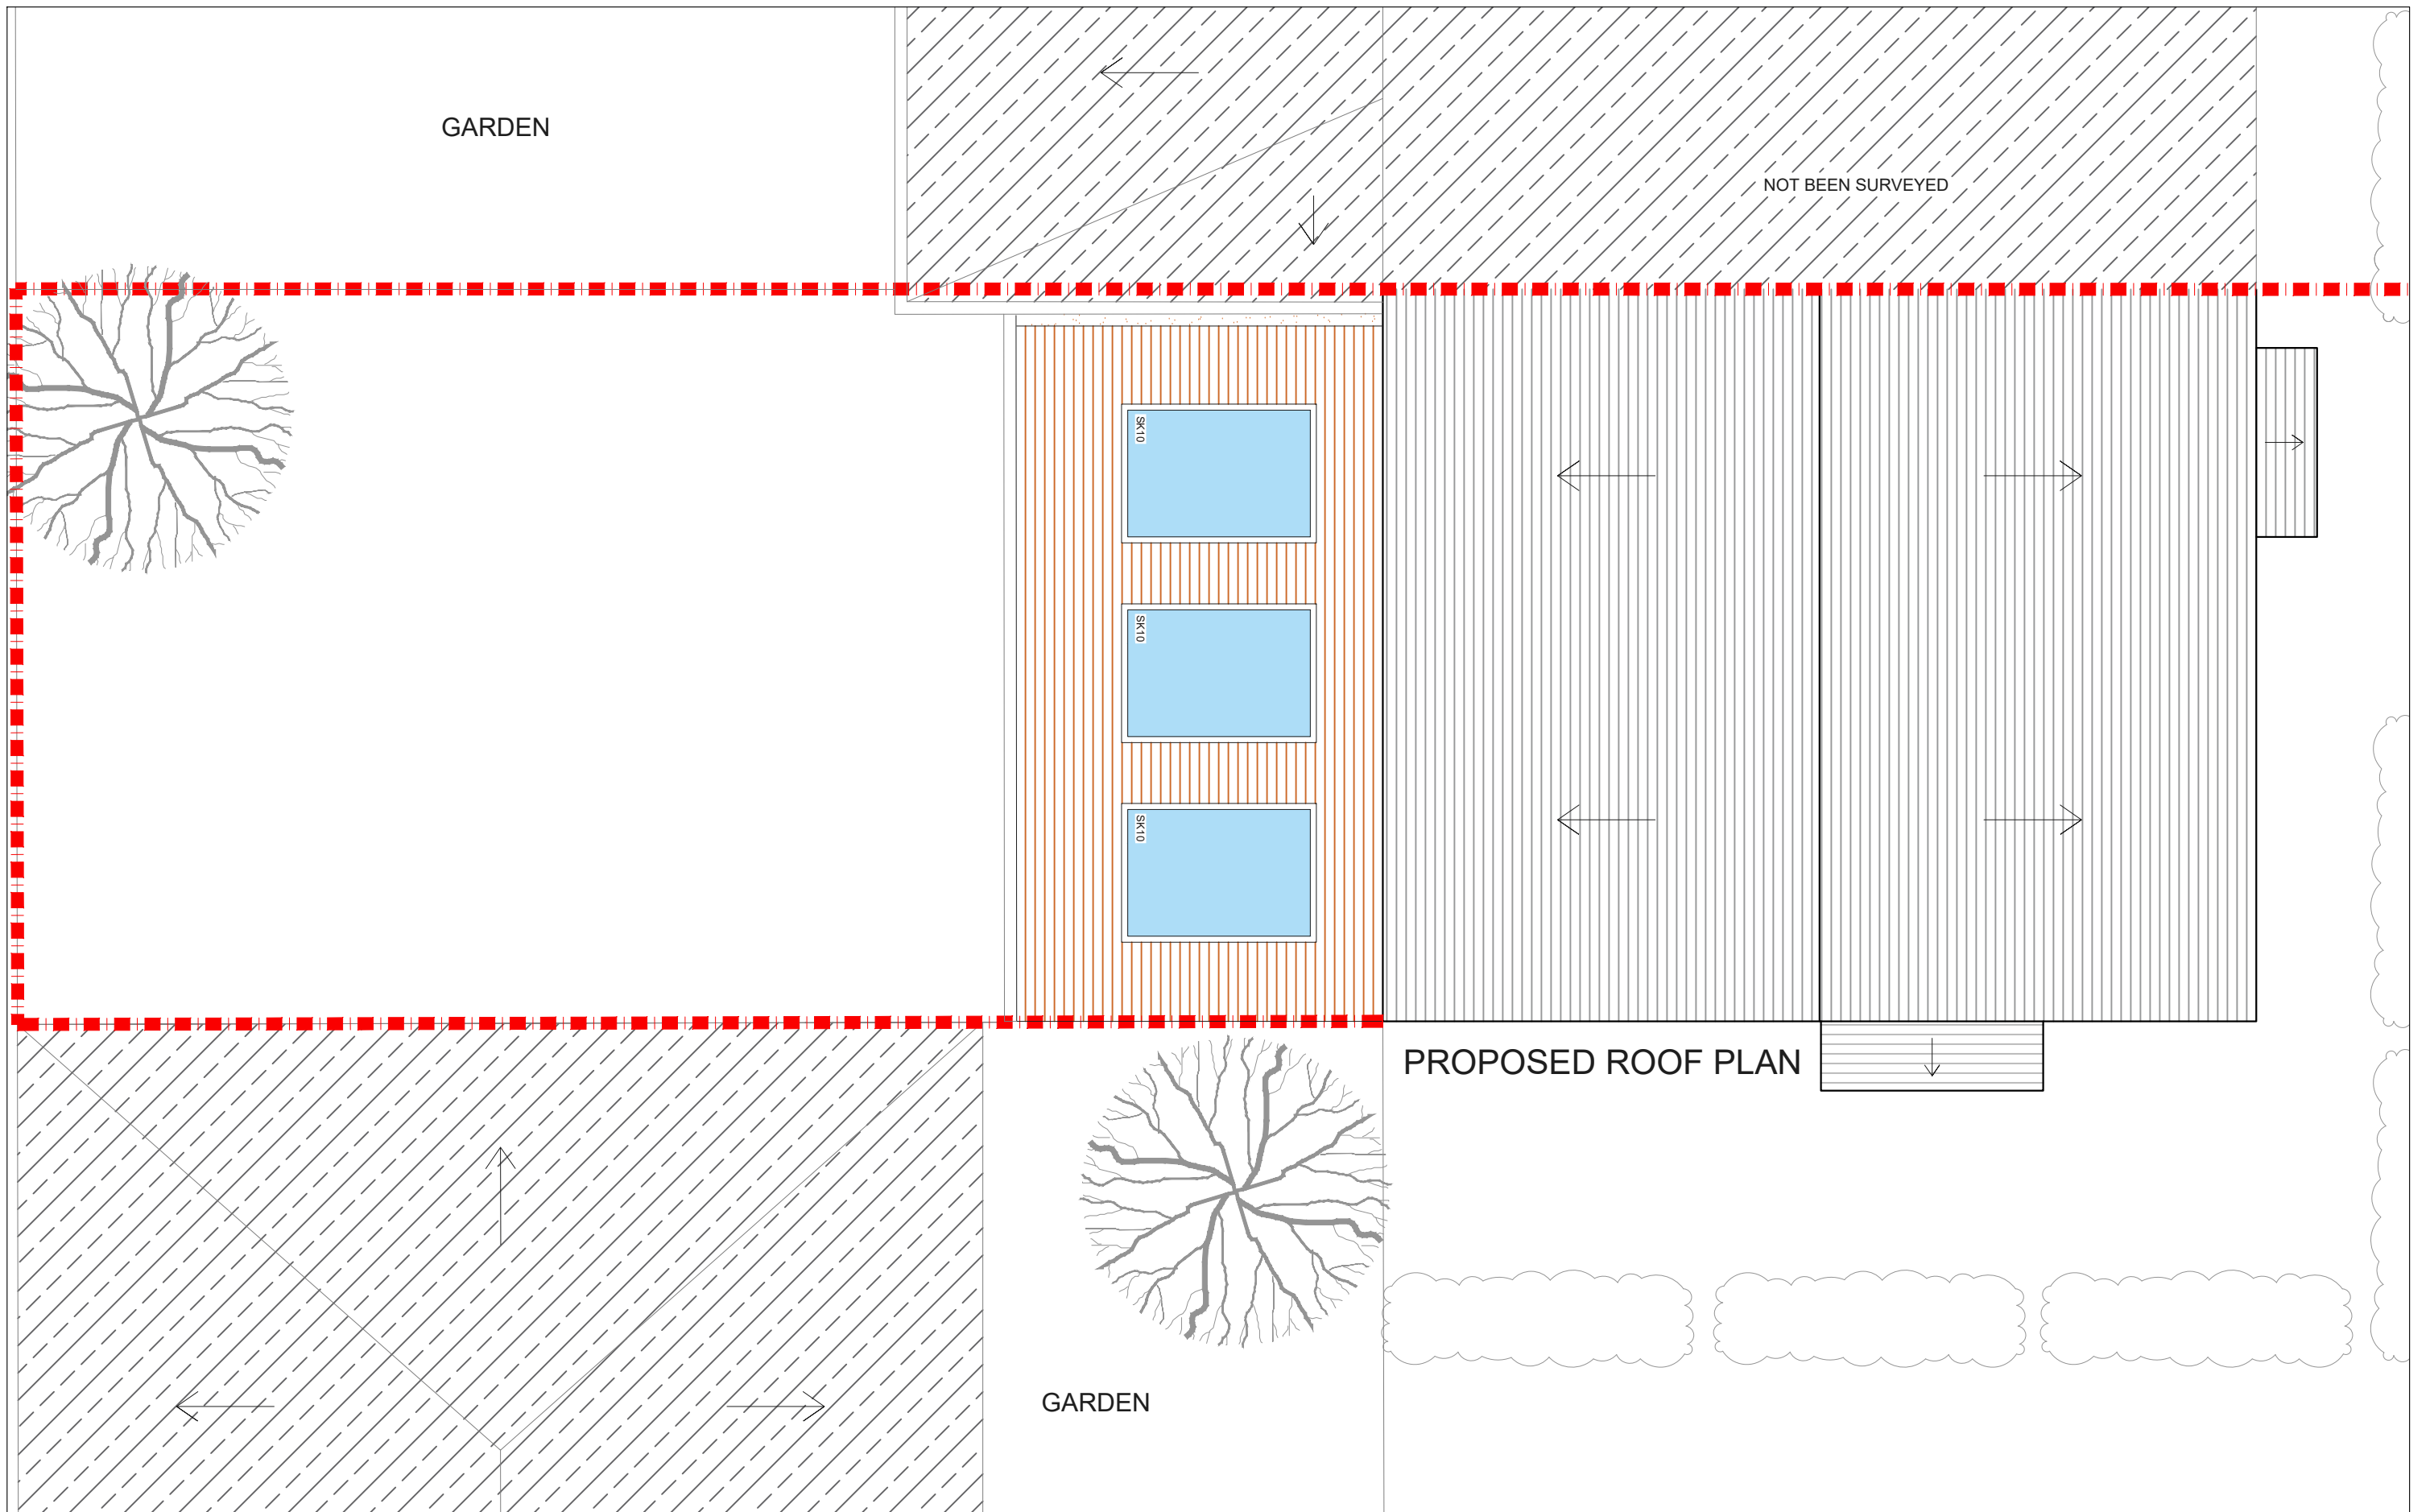 GARDEN
NOT BEEN SURVEYED
SK10
SK10
SK10
PROPOSED ROOF PLAN
GARDEN